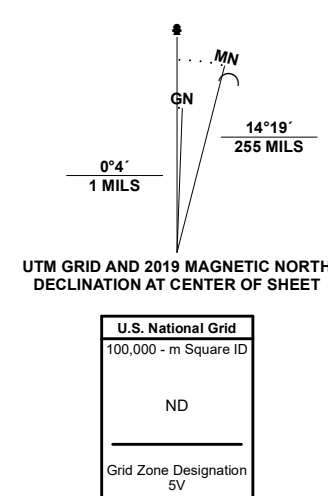 MN
GN
14°19´
255 MILS
0°4´
1 MILS
UTM GRID AND 2019 MAGNETIC NORTH
DECLINATION AT CENTER OF SHEET
U.S. National Grid
100,000 - m Square ID
ND
Grid Zone Designation
5V